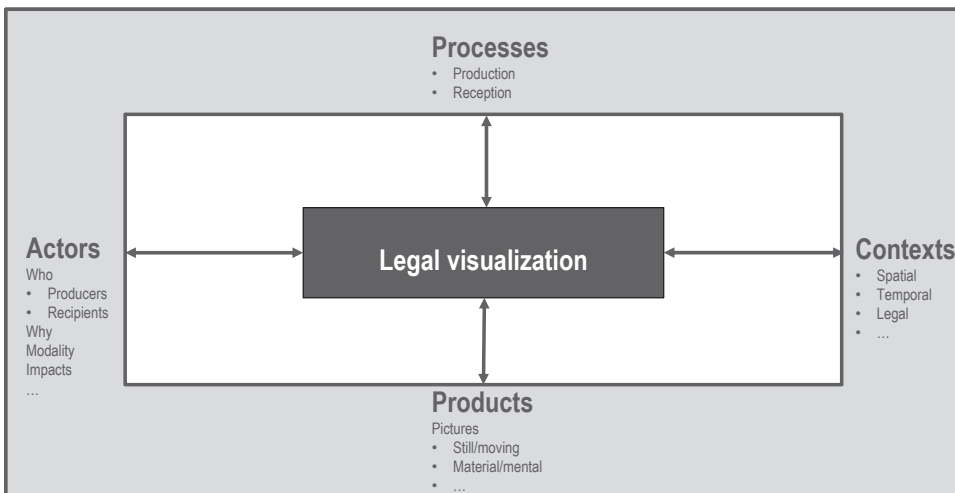 Processes
• Production
• Reception
Actors
Who
• Producers
• Recipients
Why
Modality
Impacts
…
Legal visualization
Contexts
• Spatial
• Temporal
• Legal
• …
Products
Pictures
• Still/moving
• Material/mental
• …